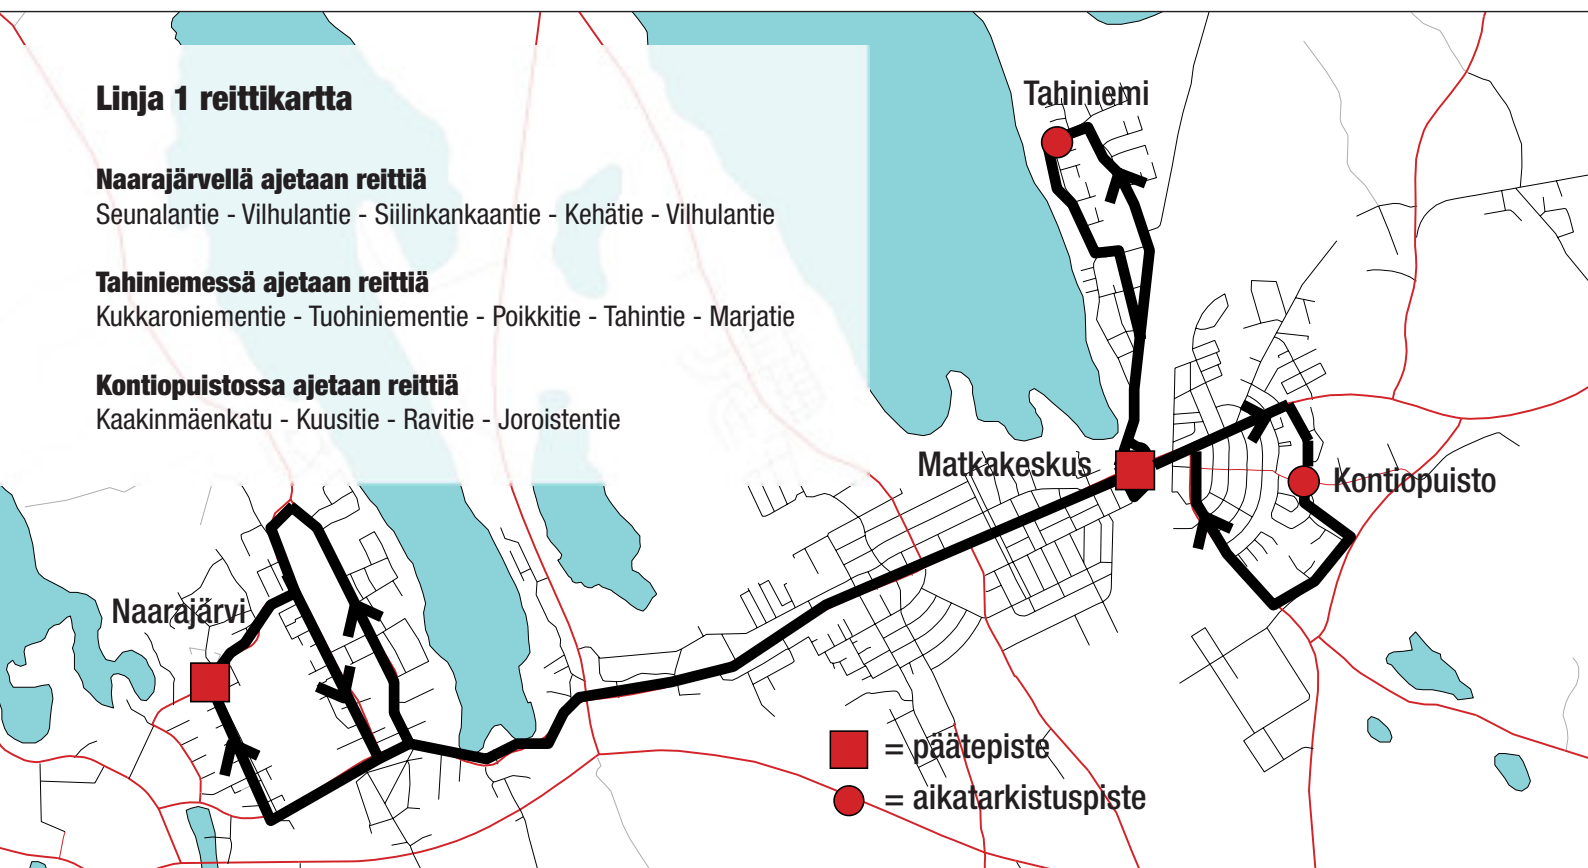 Linja 1 reittikartta
Naarajärvellä ajetaan reittiä
Seunalantie - Vilhulantie - Siilinkankaantie - Kehätie - Vilhulantie
Tahiniemessä ajetaan reittiä
Kukkaroniementie - Tuohiniementie - Poikkitie - Tahintie - Marjatie
Kontiopuistossa ajetaan reittiä
Kaakinmäenkatu - Kuusitie - Ravitie - Joroistentie
Tahiniemi
Matkakeskus
Kontiopuisto
Naarajärvi
= päätepiste
= aikatarkistuspiste